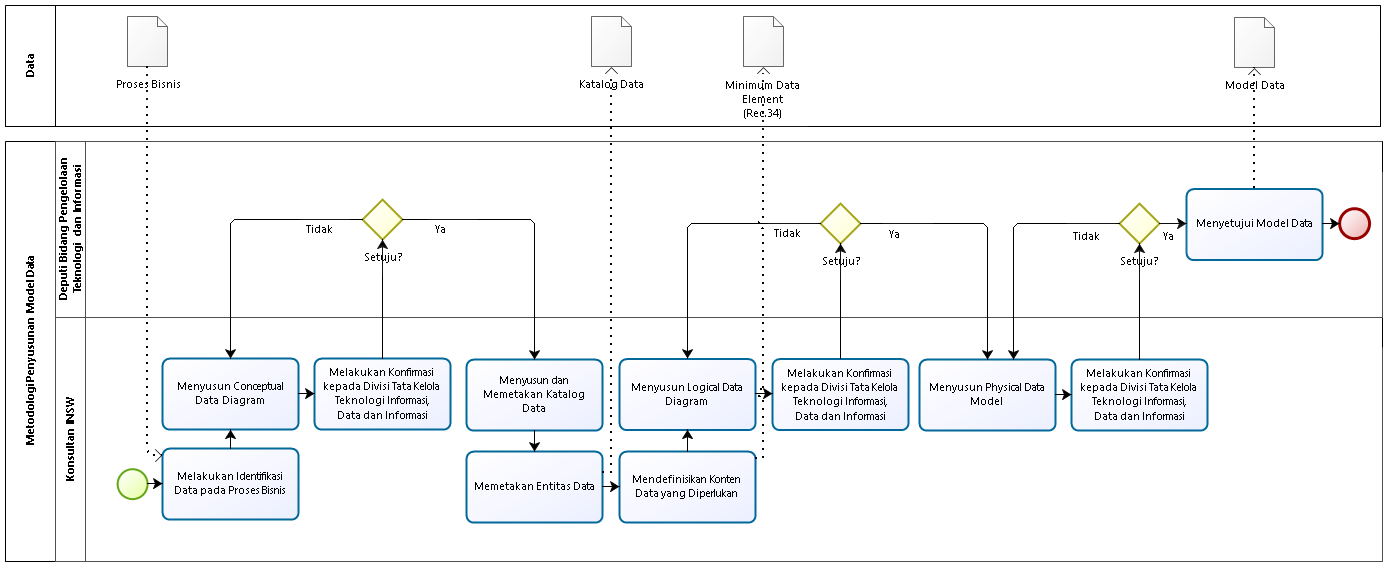 Data
Proses Bisnis
Katalog Data
Minimum Data
Element
(Rec.34)
Model Data
Metodologi Penyusunan Model Data
Deputi Bidang Pengelolaan
Teknologi dan Informasi
Tidak
Ya
Setuju?
Tidak
Ya
Setuju?
Tidak
Ya
Setuju?
Menyetujui Model Data
Konsultan INSW
Menyusun Conceptual
Data Diagram
Melakukan Konfirmasi
kepada Divisi Tata Kelola
Teknologi Informasi,
Data dan Informasi
Menyusun dan
Memetakan Katalog
Data
Menyusun Logical Data
Diagram
Melakukan Konfirmasi
kepada Divisi Tata Kelola
Teknologi Informasi,
Data dan Informasi
Menyusun Physical Data
Model
Melakukan Konfirmasi
kepada Divisi Tata Kelola
Teknologi Informasi,
Data dan Informasi
Melakukan Identifikasi
Data pada Proses Bisnis
Memetakan Entitas Data
Mendefinisikan Konten
Data yang Diperlukan